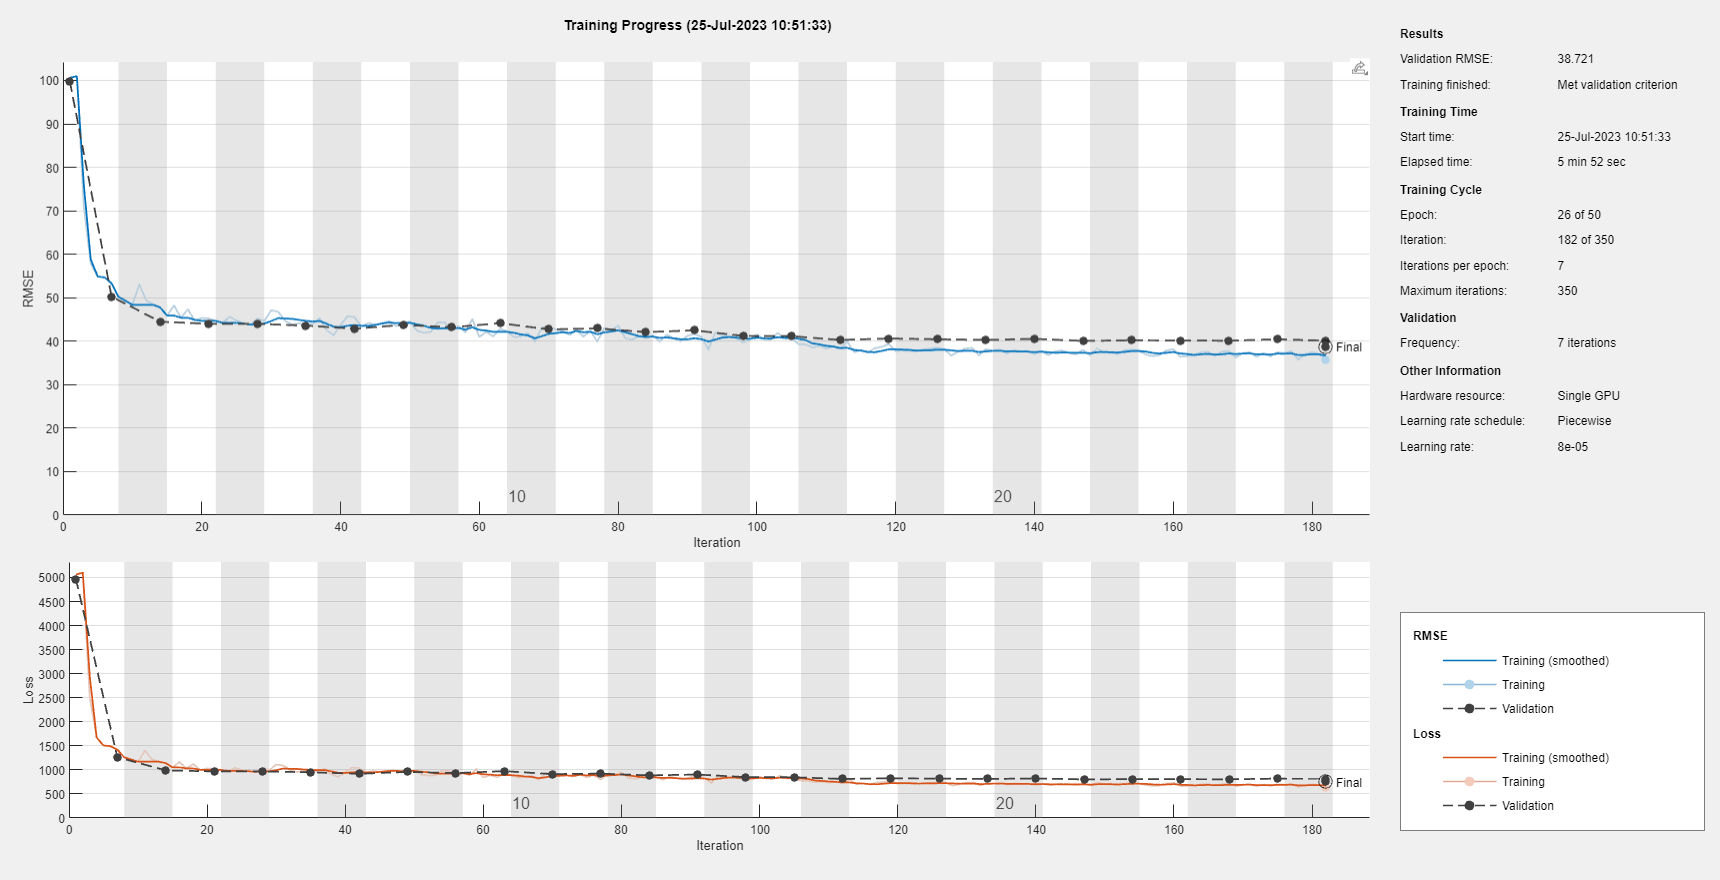 Training Progress (25-Jul-2023 10:51:33)
100
90
80
70
60
50
40
30
20
10
0
RMSE
Final
10
20
0
20
40
60
80
100
120
140
160
180
Iteration
5000
4500
4000
3500
3000
2500
2000
1500
1000
500
0
Loss
Final
10
20
0
20
40
60
80
100
120
140
160
180
Iteration
Results
Validation RMSE: 38.721
Training finished: Met validation criterion
Training Time
Start time: 25-Jul-2023 10:51:33
Elapsed time: 5 min 52 sec
Training Cycle
Epoch: 26 of 50
Iteration: 182 of 350
Iterations per epoch: 7
Maximum iterations: 350
Validation
Frequency: 7 iterations
Other Information
Hardware resource: Single GPU
Learning rate schedule: Piecewise
Learning rate: 8e-05
RMSE
Training (smoothed)
Training
Validation
Loss
Training (smoothed)
Training
Validation